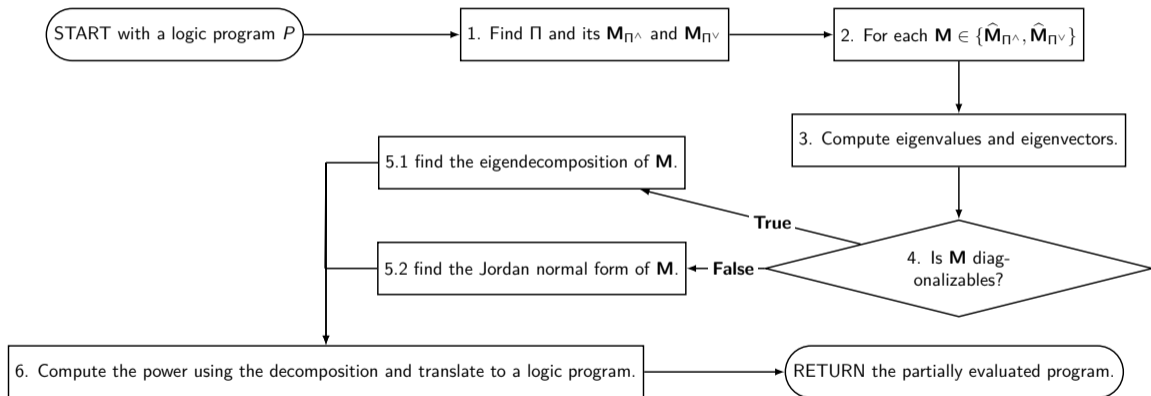 START with a logic program P
1. Find Π and its M_Π^∧ and M_Π^∨
2. For each M ∈ {M̂_Π^∧, M̂_Π^∨}
3. Compute eigenvalues and eigenvectors.
5.1 find the eigendecomposition of M.
True
4. Is M diag-
onalizables?
False
5.2 find the Jordan normal form of M.
6. Compute the power using the decomposition and translate to a logic program.
RETURN the partially evaluated program.